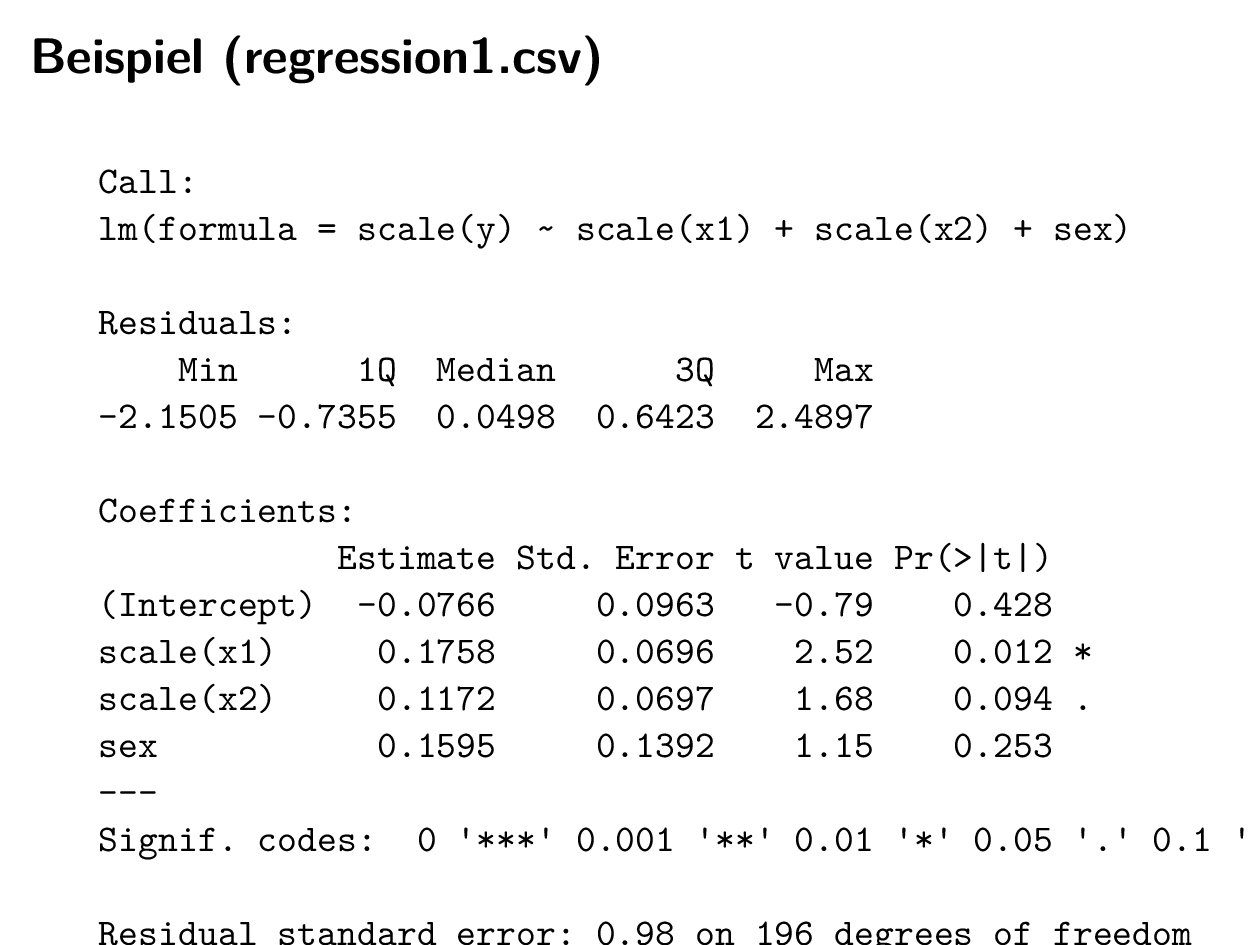 Beispiel (regression1.csv)
Call:
lm(formula = scale(y) ~ scale(x1) + scale(x2) + sex)
Residuals:
    Min      1Q  Median      3Q     Max
-2.1505 -0.7355  0.0498  0.6423  2.4897
Coefficients:
            Estimate Std. Error t value Pr(>|t|)
(Intercept)  -0.0766     0.0963   -0.79    0.428
scale(x1)     0.1758     0.0696    2.52    0.012 *
scale(x2)     0.1172     0.0697    1.68    0.094 .
sex           0.1595     0.1392    1.15    0.253
---
Signif. codes:  0 '***' 0.001 '**' 0.01 '*' 0.05 '.' 0.1 '
Residual standard error: 0.98 on 196 degrees of freedom